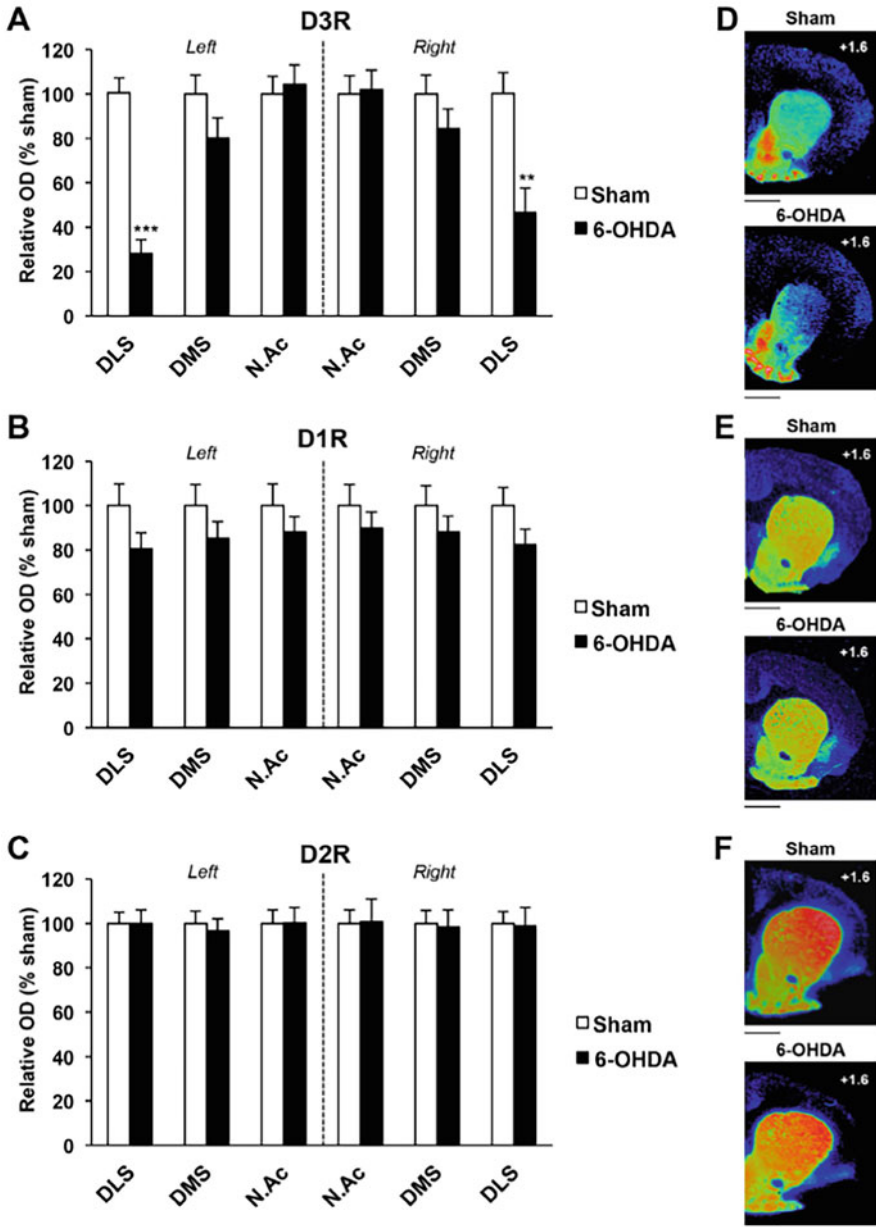 A
D3R
Left
Right
Relative OD (% sham)
120
100
80
60
40
20
0
***
**
DLS
DMS
N.Ac
N.Ac
DMS
DLS
Sham
6-OHDA
D
Sham
+1.6
6-OHDA
+1.6
B
D1R
Left
Right
Relative OD (% sham)
120
100
80
60
40
20
0
DLS
DMS
N.Ac
N.Ac
DMS
DLS
Sham
6-OHDA
E
Sham
+1.6
6-OHDA
+1.6
C
D2R
Left
Right
Relative OD (% sham)
120
100
80
60
40
20
0
DLS
DMS
N.Ac
N.Ac
DMS
DLS
Sham
6-OHDA
F
Sham
+1.6
6-OHDA
+1.6